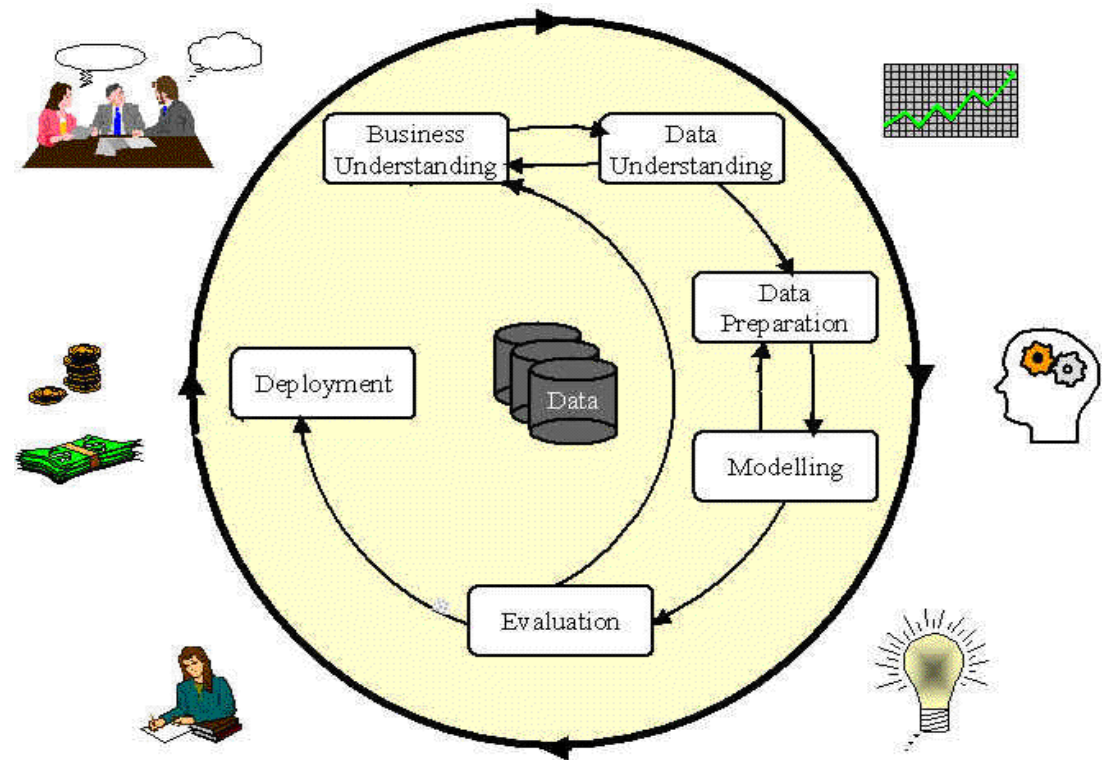 Business
Understanding
Data
Understanding
Data
Preparation
Deployment
Data
Modelling
Evaluation